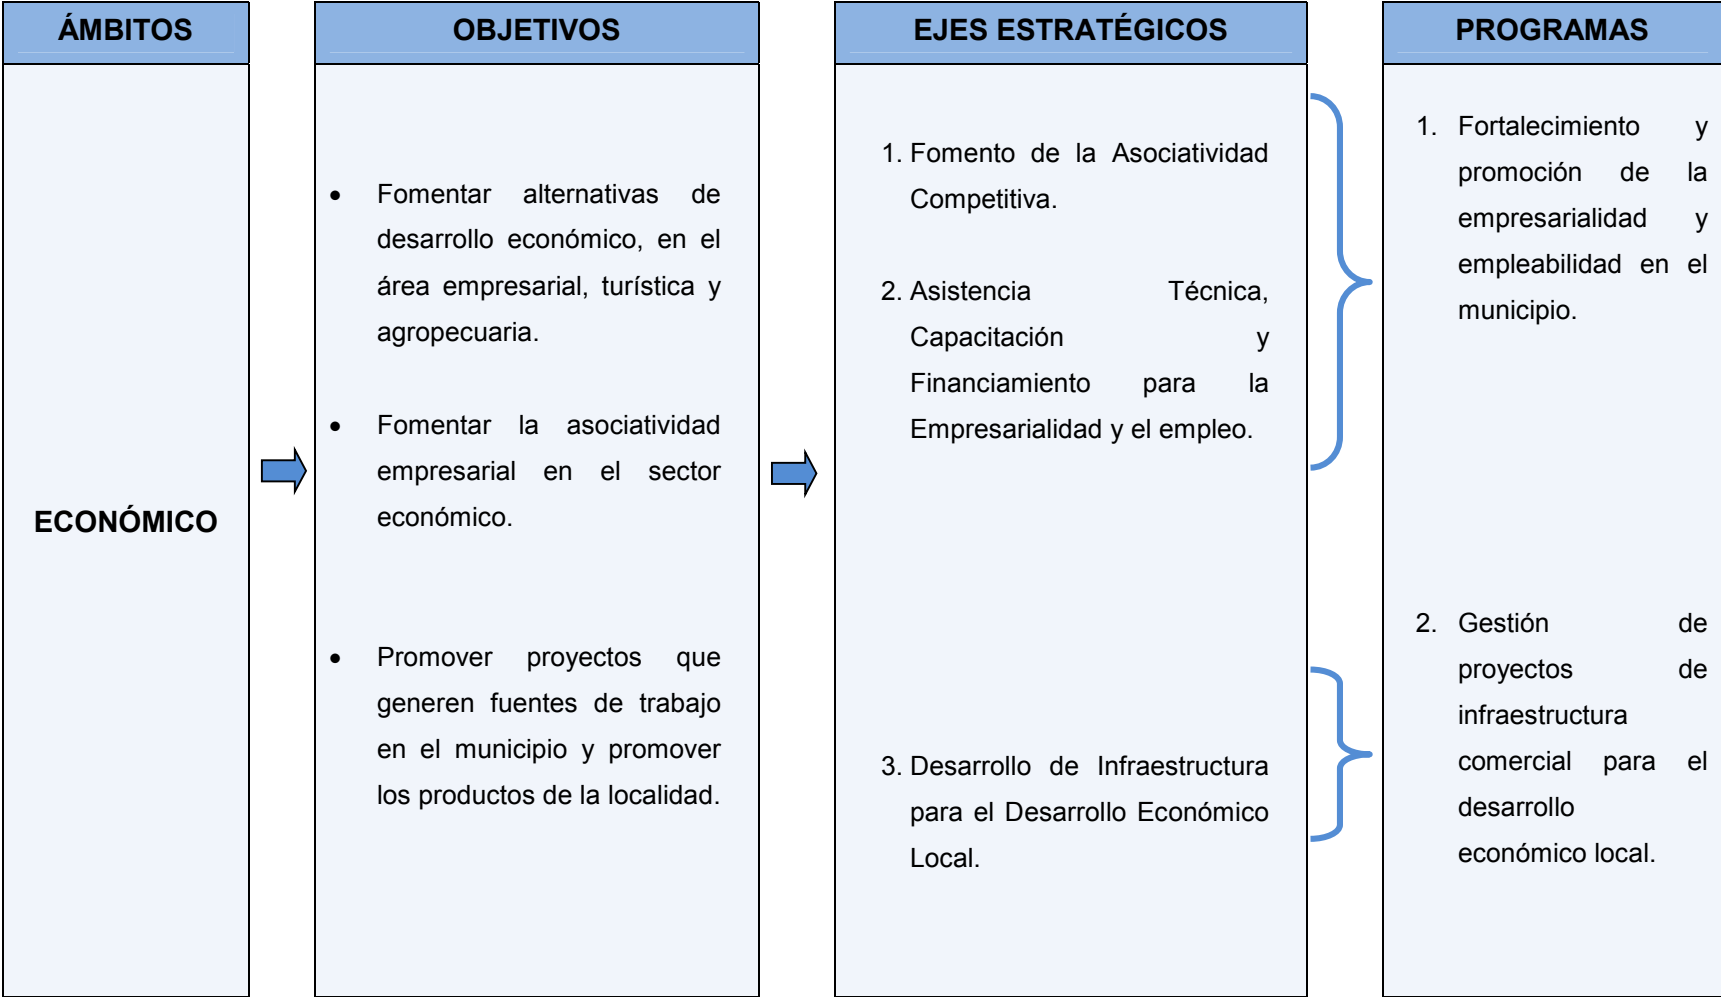 ÁMBITOS
ECONÓMICO
OBJETIVOS
• Fomentar alternativas de
desarrollo económico, en el
área empresarial, turística y
agropecuaria.
• Fomentar la asociatividad
empresarial en el sector
económico.
• Promover proyectos que
generen fuentes de trabajo
en el municipio y promover
los productos de la localidad.
EJES ESTRATÉGICOS
1. Fomento de la Asociatividad
Competitiva.
2. Asistencia Técnica,
Capacitación y
Financiamiento para la
Empresarialidad y el empleo.
3. Desarrollo de Infraestructura
para el Desarrollo Económico
Local.
PROGRAMAS
1. Fortalecimiento y
promoción de la
empresarialidad y
empleabilidad en el
municipio.
2. Gestión de
proyectos de
infraestructura
comercial para el
desarrollo
económico local.